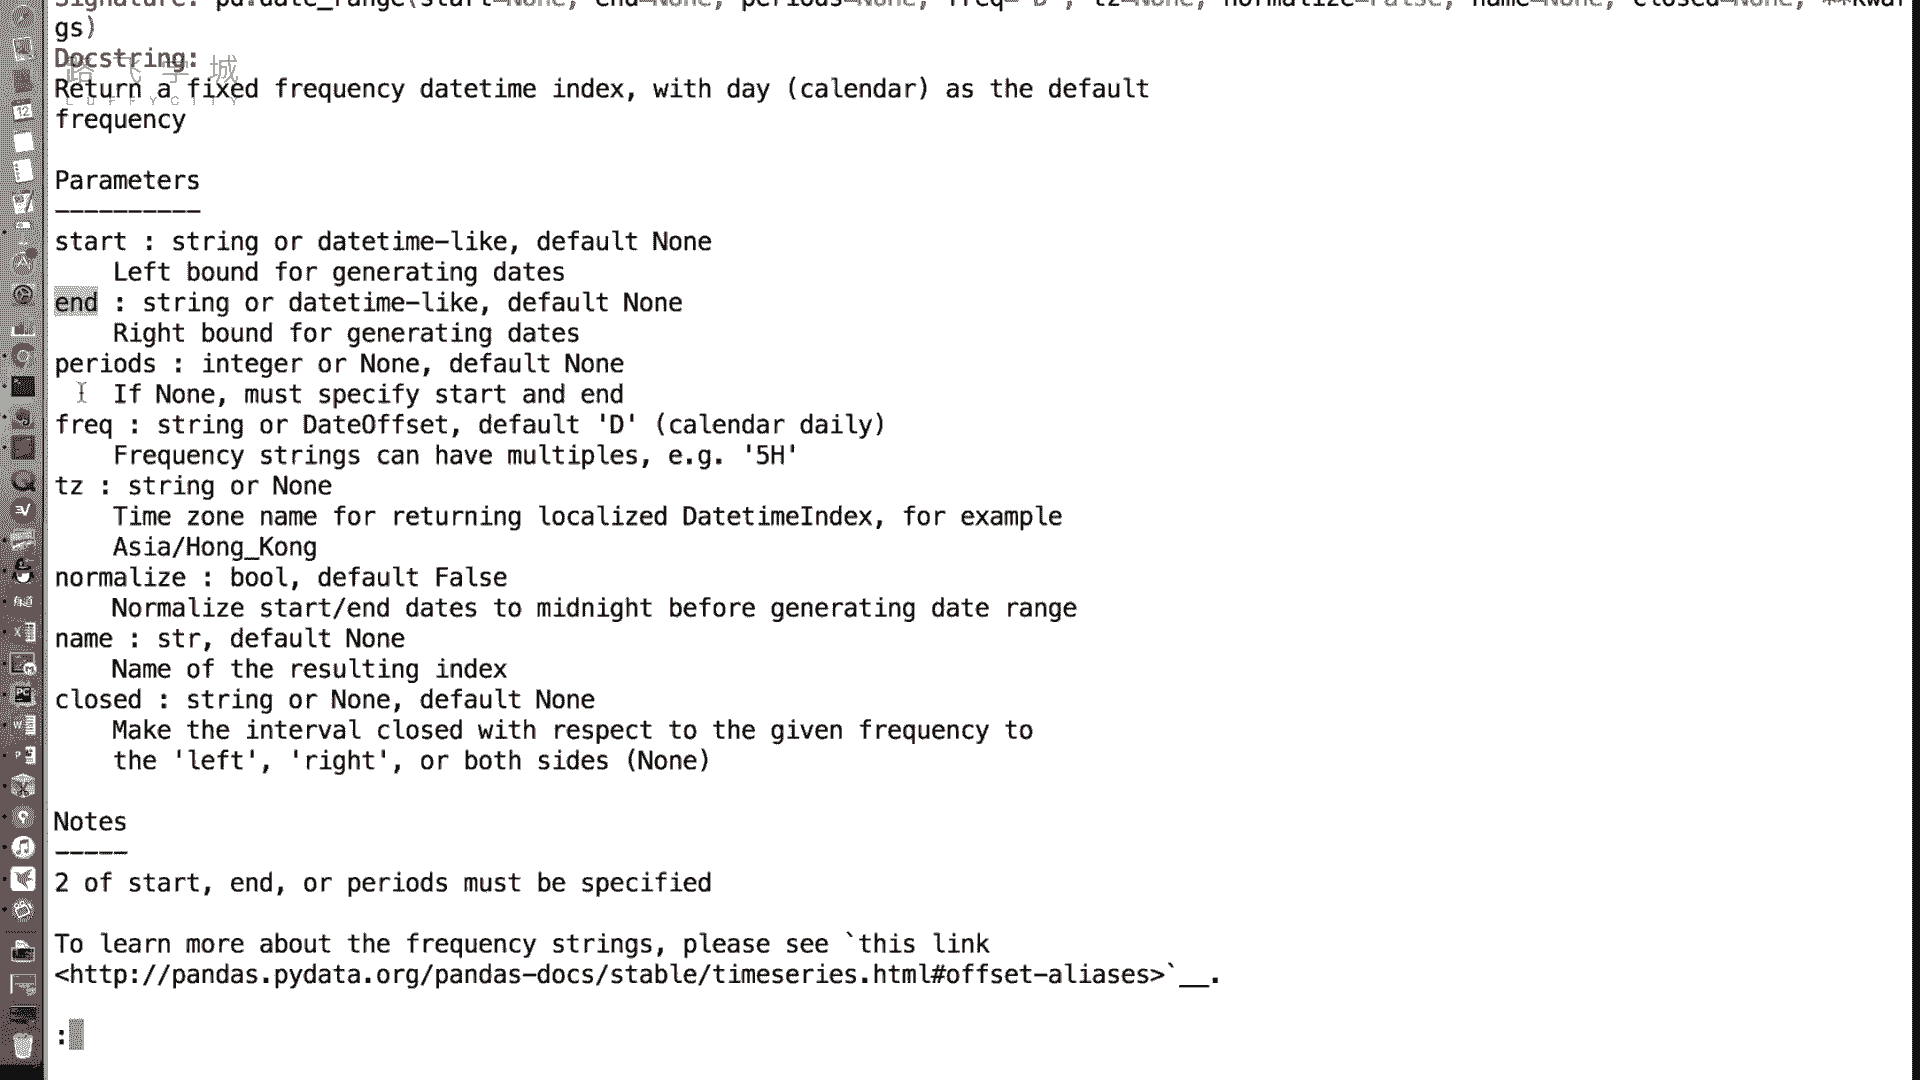 Signature: pd.date_range(start=None, end=None, periods=None, freq='D', tz=None, normalize=False, name=None, closed=None, **kwar
gs)
Docstring:
路飞学城
LUFFYCITY
Return a fixed frequency datetime index, with day (calendar) as the default
frequency
Parameters
----------
start : string or datetime-like, default None
    Left bound for generating dates
end : string or datetime-like, default None
    Right bound for generating dates
periods : integer or None, default None
    If None, must specify start and end
freq : string or DateOffset, default 'D' (calendar daily)
    Frequency strings can have multiples, e.g. '5H'
tz : string or None
    Time zone name for returning localized DatetimeIndex, for example
    Asia/Hong_Kong
normalize : bool, default False
    Normalize start/end dates to midnight before generating date range
name : str, default None
    Name of the resulting index
closed : string or None, default None
    Make the interval closed with respect to the given frequency to
    the 'left', 'right', or both sides (None)
Notes
-----
2 of start, end, or periods must be specified
To learn more about the frequency strings, please see `this link
<http://pandas.pydata.org/pandas-docs/stable/timeseries.html#offset-aliases>`__.
: